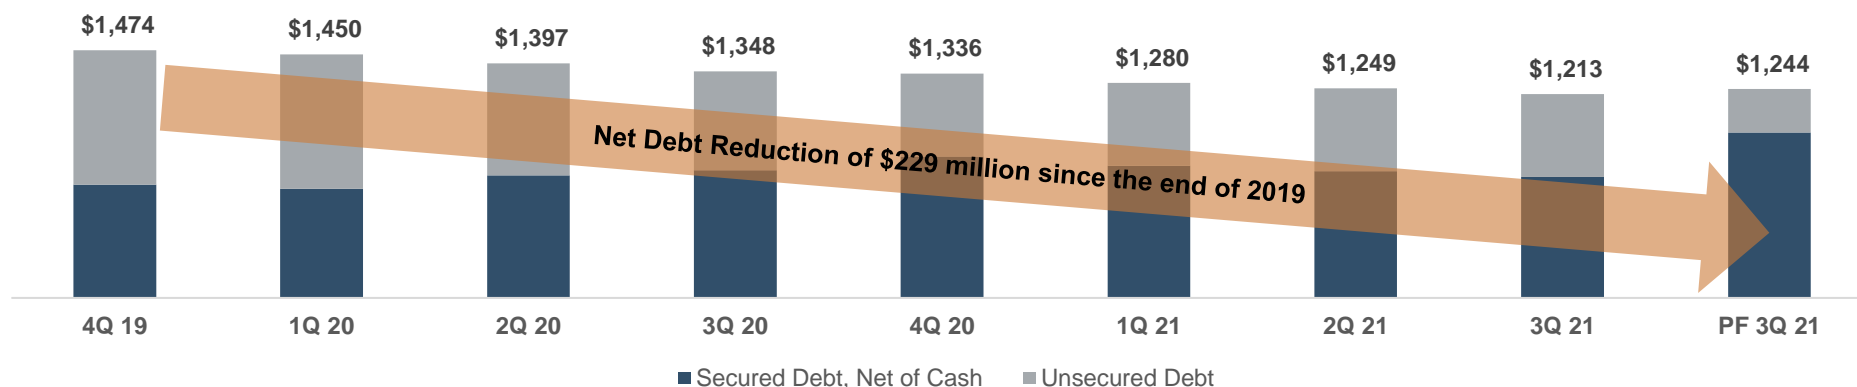 $1,474
$1,450
$1,397
$1,348
$1,336
$1,280
$1,249
$1,213
$1,244
Net Debt Reduction of $229 million since the end of 2019
4Q 19
1Q 20
2Q 20
3Q 20
4Q 20
1Q 21
2Q 21
3Q 21
PF 3Q 21
Secured Debt, Net of Cash
Unsecured Debt